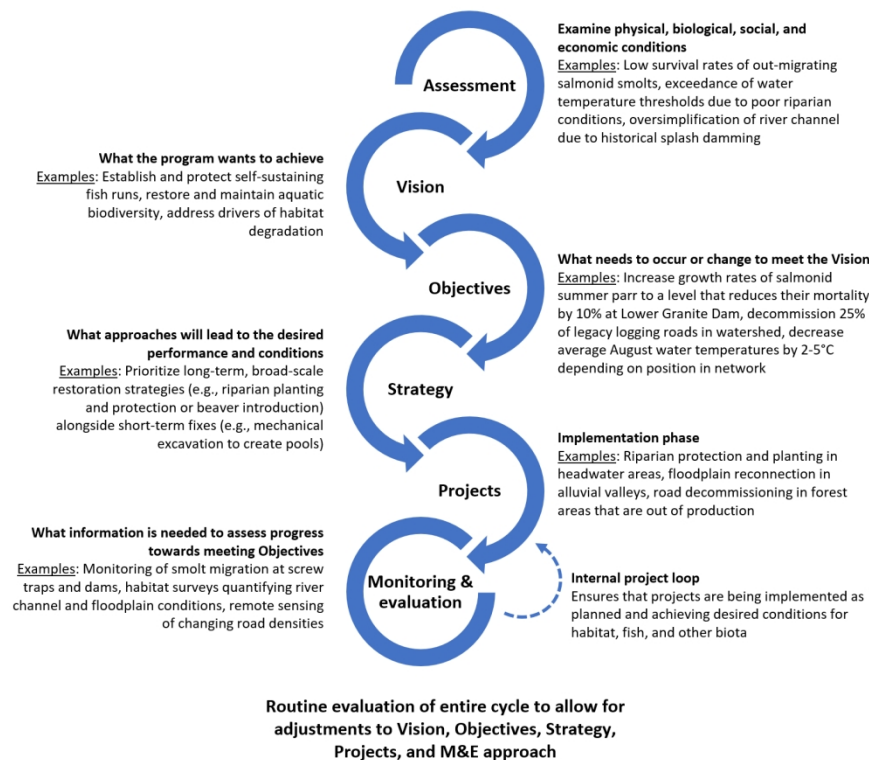 Assessment
Examine physical, biological, social, and
economic conditions
Examples: Low survival rates of out-migrating
salmonid smolts, exceedance of water
temperature thresholds due to poor riparian
conditions, oversimplification of river channel
due to historical splash damming
What the program wants to achieve
Examples: Establish and protect self-sustaining
fish runs, restore and maintain aquatic
biodiversity, address drivers of habitat
degradation
Vision
Objectives
What needs to occur or change to meet the Vision
Examples: Increase growth rates of salmonid
summer parr to a level that reduces their mortality
by 10% at Lower Granite Dam, decommission 25%
of legacy logging roads in watershed, decrease
average August water temperatures by 2-5°C
depending on position in network
What approaches will lead to the desired
performance and conditions
Examples: Prioritize long-term, broad-scale
restoration strategies (e.g., riparian planting
and protection or beaver introduction)
alongside short-term fixes (e.g., mechanical
excavation to create pools)
Strategy
Projects
Implementation phase
Examples: Riparian protection and planting in
headwater areas, floodplain reconnection in
alluvial valleys, road decommissioning in forest
areas that are out of production
What information is needed to assess progress
towards meeting Objectives
Examples: Monitoring of smolt migration at screw
traps and dams, habitat surveys quantifying river
channel and floodplain conditions, remote sensing
of changing road densities
Monitoring &
evaluation
Internal project loop
Ensures that projects are being implemented as
planned and achieving desired conditions for
habitat, fish, and other biota
Routine evaluation of entire cycle to allow for
adjustments to Vision, Objectives, Strategy,
Projects, and M&E approach